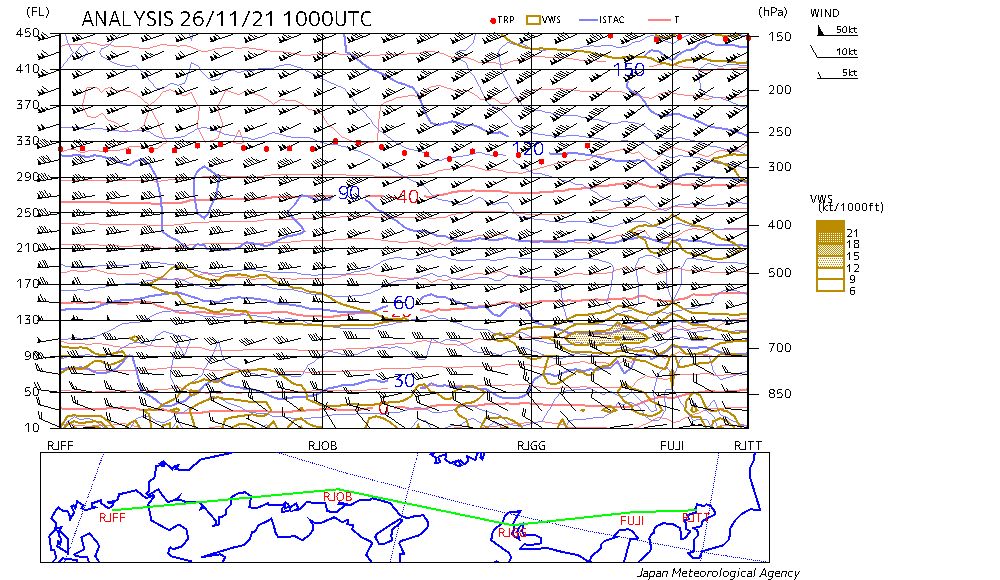 (FL) ANALYSIS 26/11/21 1000UTC TRP VWS ISTAC T (hPa) WIND
50kt
10kt
5kt
450 150
410 150
370 200
330 120 250
290 300
250 90 -40
210 400
170 500
130 60
90 700
50 30 850
10 0
VWS
(kt/1000ft)
21
18
15
12
9
6
RJFF RJOB RJGG FUJI RJTT
RJOB
RJFF
RJGG
FUJI
RJTT
Japan Meteorological Agency